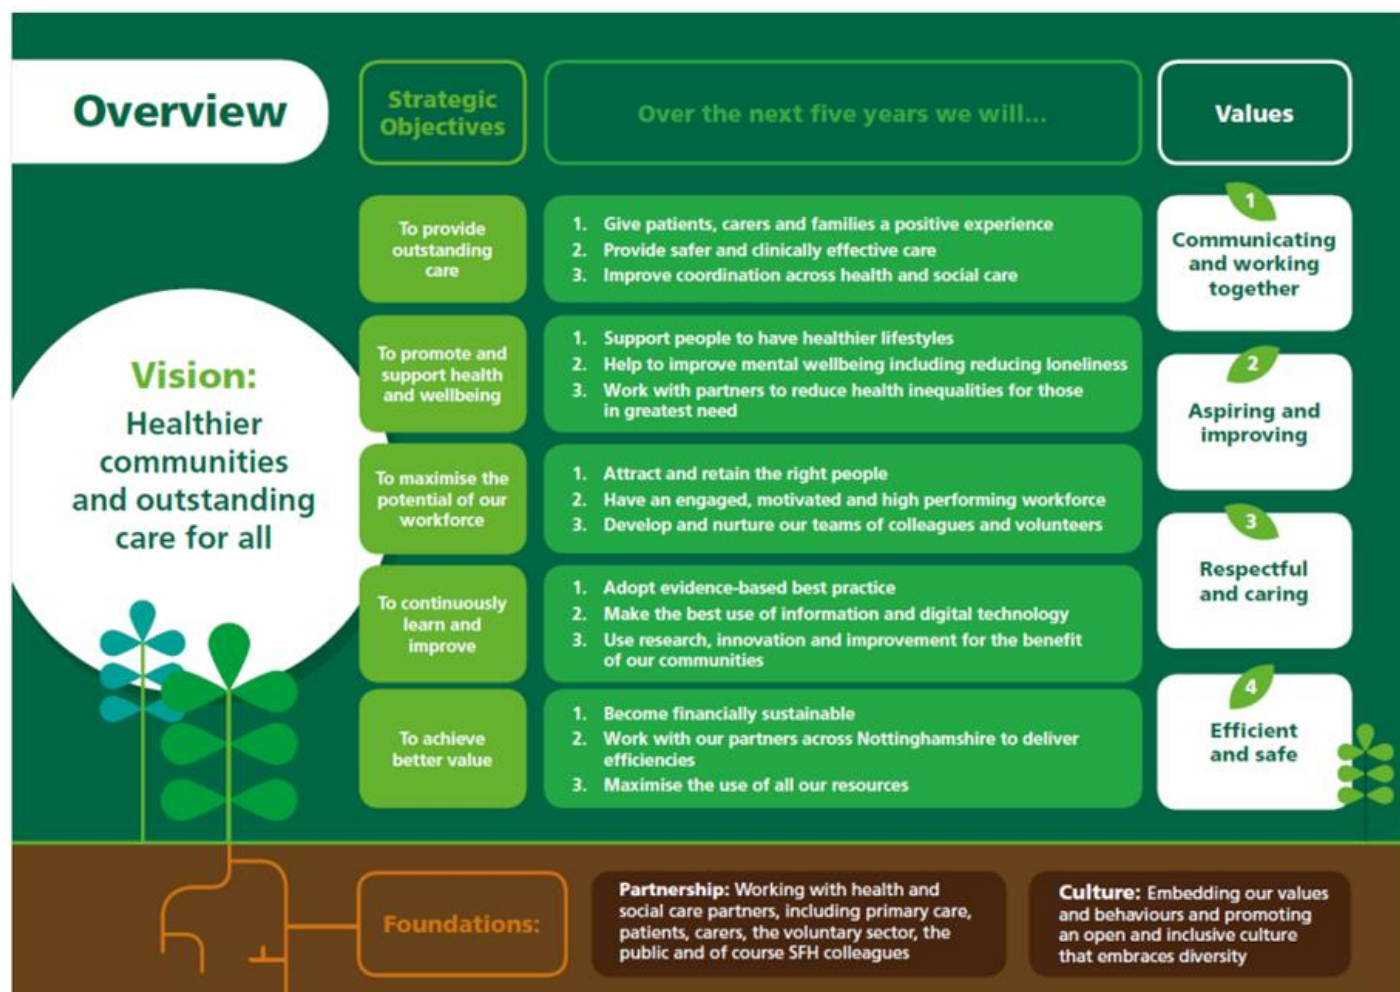 Overview
Strategic
Objectives
Over the next five years we will...
Values
Vision:
Healthier
communities
and outstanding
care for all
To provide
outstanding
care
1. Give patients, carers and families a positive experience
2. Provide safer and clinically effective care
3. Improve coordination across health and social care
To promote and
support health
and wellbeing
1. Support people to have healthier lifestyles
2. Help to improve mental wellbeing including reducing loneliness
3. Work with partners to reduce health inequalities for those
in greatest need
To maximise the
potential of our
workforce
1. Attract and retain the right people
2. Have an engaged, motivated and high performing workforce
3. Develop and nurture our teams of colleagues and volunteers
To continuously
learn and
improve
1. Adopt evidence-based best practice
2. Make the best use of information and digital technology
3. Use research, innovation and improvement for the benefit
of our communities
To achieve
better value
1. Become financially sustainable
2. Work with our partners across Nottinghamshire to deliver
efficiencies
3. Maximise the use of all our resources
1
Communicating
and working
together
2
Aspiring and
improving
3
Respectful
and caring
4
Efficient
and safe
Foundations:
Partnership: Working with health and
social care partners, including primary care,
patients, carers, the voluntary sector, the
public and of course SFH colleagues
Culture: Embedding our values
and behaviours and promoting
an open and inclusive culture
that embraces diversity